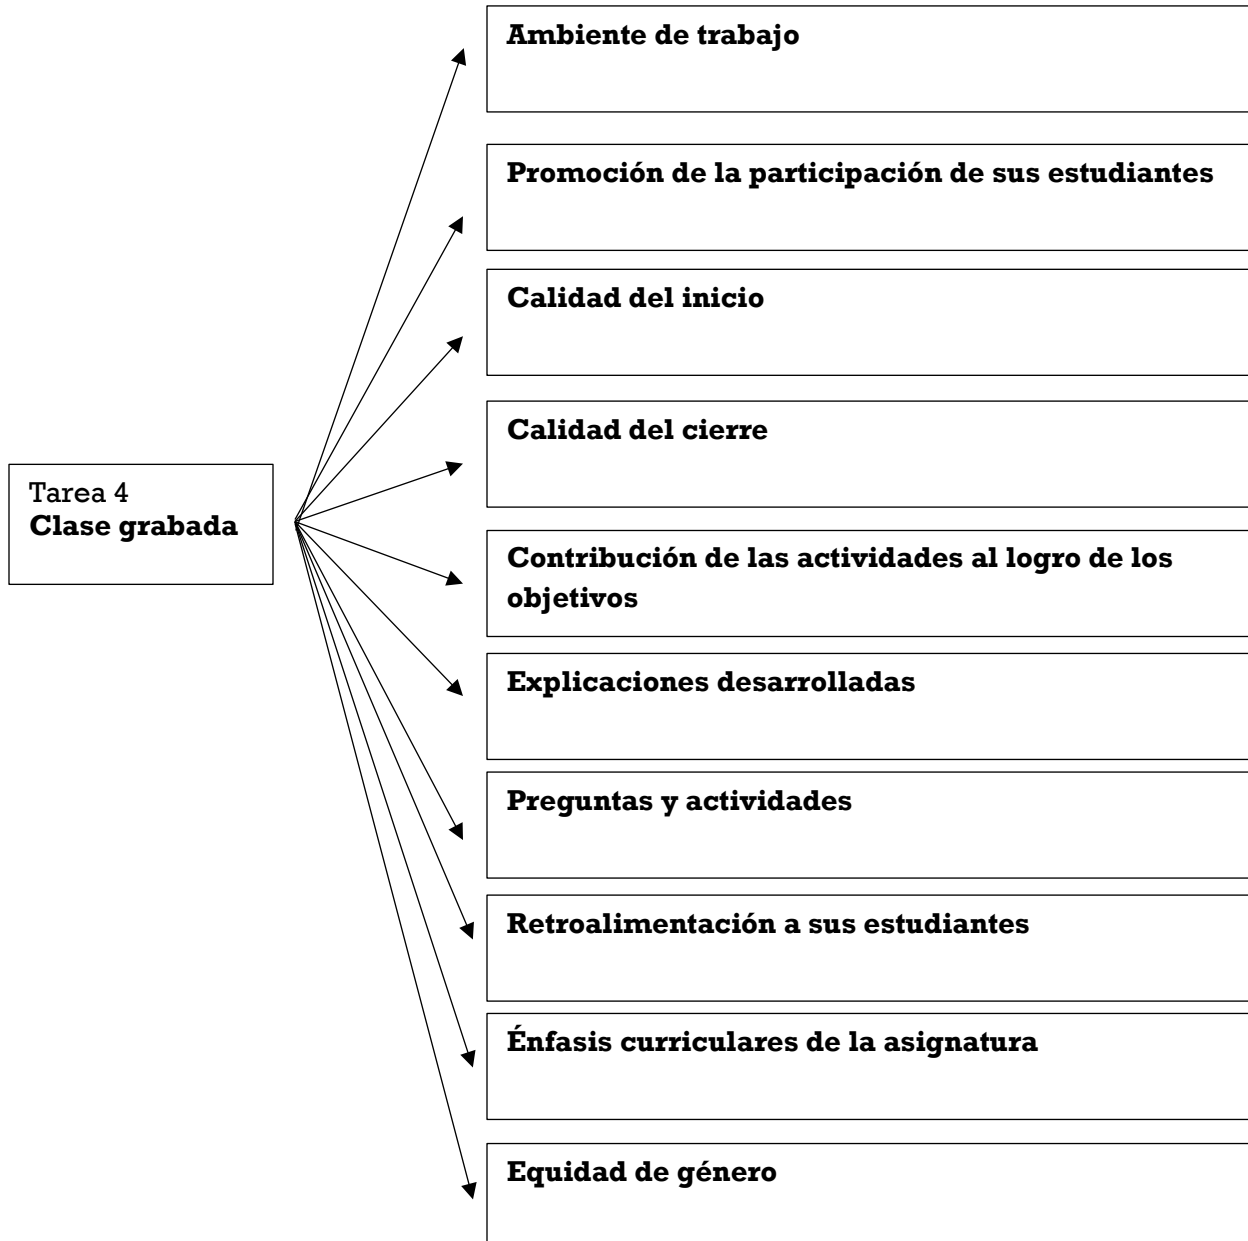 Ambiente de trabajo
Promoción de la participación de sus estudiantes
Calidad del inicio
Calidad del cierre
Tarea 4
Clase grabada
Contribución de las actividades al logro de los
objetivos
Explicaciones desarrolladas
Preguntas y actividades
Retroalimentación a sus estudiantes
Énfasis curriculares de la asignatura
Equidad de género